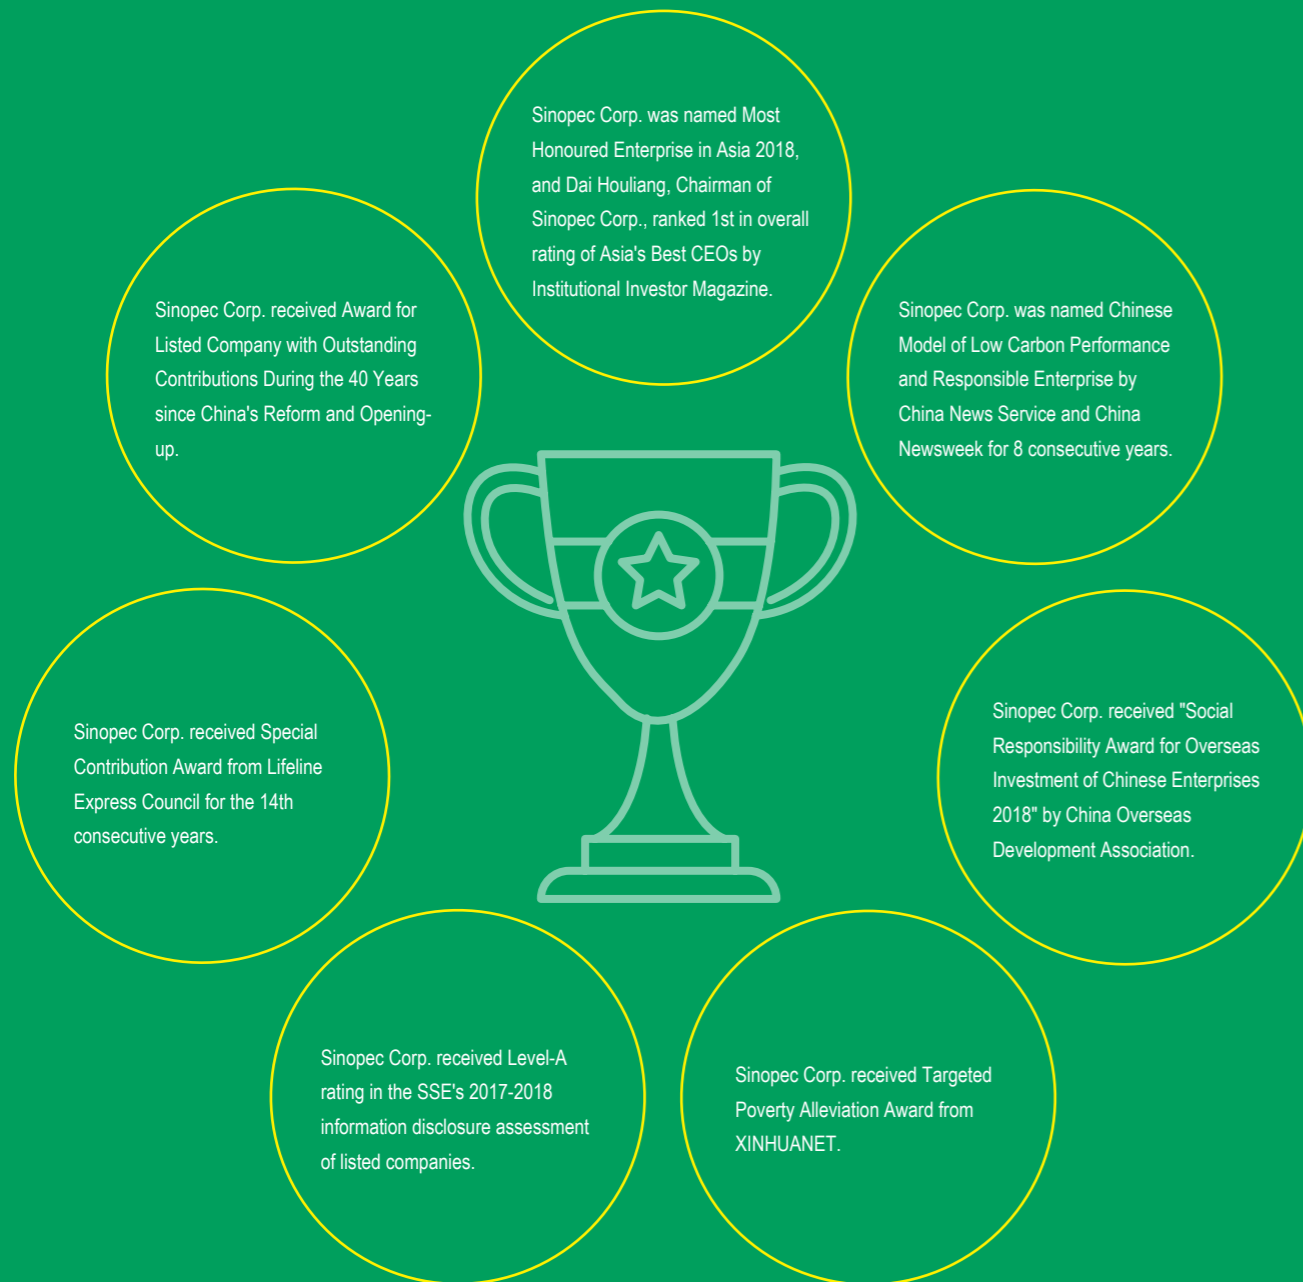 Sinopec Corp. was named Most
Honoured Enterprise in Asia 2018,
and Dai Houliang, Chairman of
Sinopec Corp., ranked 1st in overall
rating of Asia's Best CEOs by
Institutional Investor Magazine.
Sinopec Corp. received Award for
Listed Company with Outstanding
Contributions During the 40 Years
since China's Reform and Opening-
up.
Sinopec Corp. was named Chinese
Model of Low Carbon Performance
and Responsible Enterprise by
China News Service and China
Newsweek for 8 consecutive years.
Sinopec Corp. received Special
Contribution Award from Lifeline
Express Council for the 14th
consecutive years.
Sinopec Corp. received "Social
Responsibility Award for Overseas
Investment of Chinese Enterprises
2018" by China Overseas
Development Association.
Sinopec Corp. received Level-A
rating in the SSE's 2017-2018
information disclosure assessment
of listed companies.
Sinopec Corp. received Targeted
Poverty Alleviation Award from
XINHUANET.